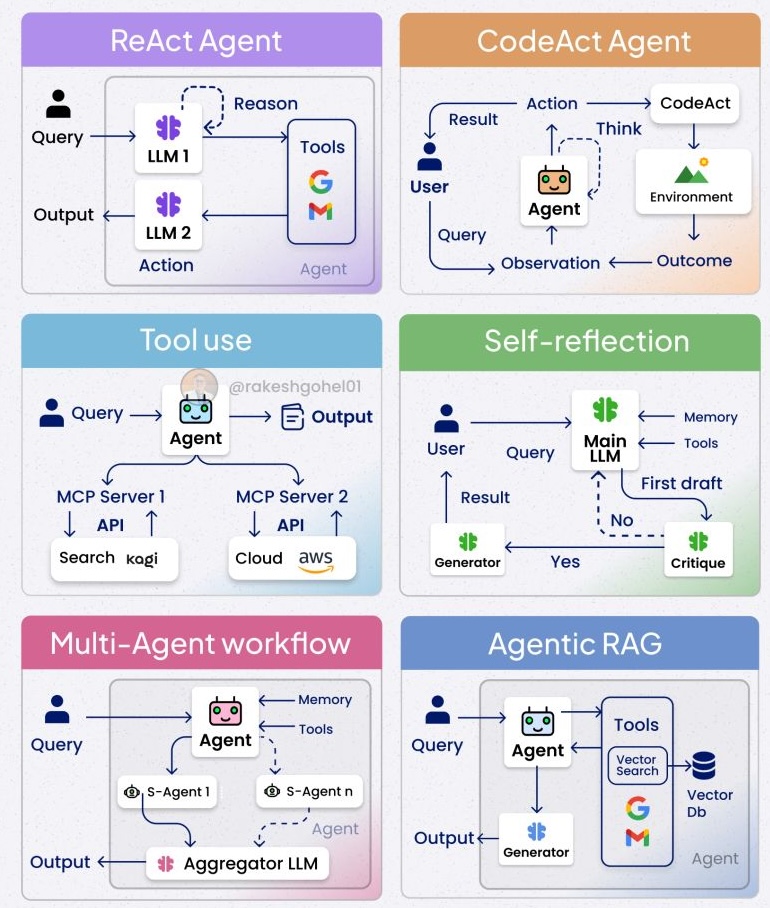 ReAct Agent
Query
LLM 1
Reason
Tools
Output
LLM 2
Action
Agent
CodeAct Agent
Result
Action
CodeAct
Think
User
Agent
Environment
Query
Observation
Outcome
Tool use
@rakeshgohel01
Query
Agent
Output
MCP Server 1
API
Search kagi
MCP Server 2
API
Cloud aws
Self-reflection
User
Query
Main
LLM
Memory
Tools
First draft
Result
No
Generator
Yes
Critique
Multi-Agent workflow
Query
Agent
Memory
Tools
S-Agent 1
S-Agent n
Agent
Output
Aggregator LLM
Agentic RAG
Query
Agent
Tools
Vector
Search
Vector
Db
Output
Generator
Agent